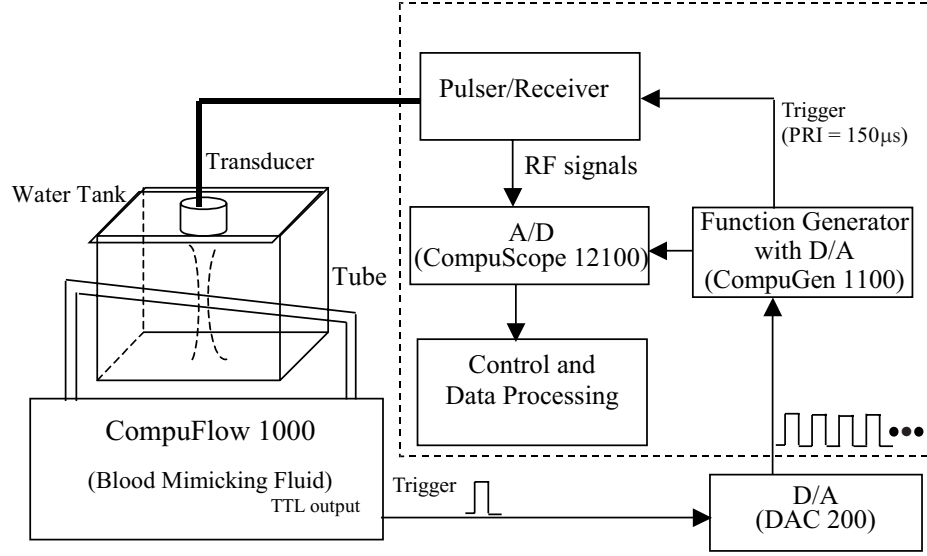 Pulser/Receiver
Trigger
(PRI = 150μs)
Transducer
RF signals
Water Tank
A/D
(CompuScope 12100)
Function Generator
with D/A
(CompuGen 1100)
Tube
Control and
Data Processing
CompuFlow 1000
(Blood Mimicking Fluid)
TTL output
Trigger
D/A
(DAC 200)